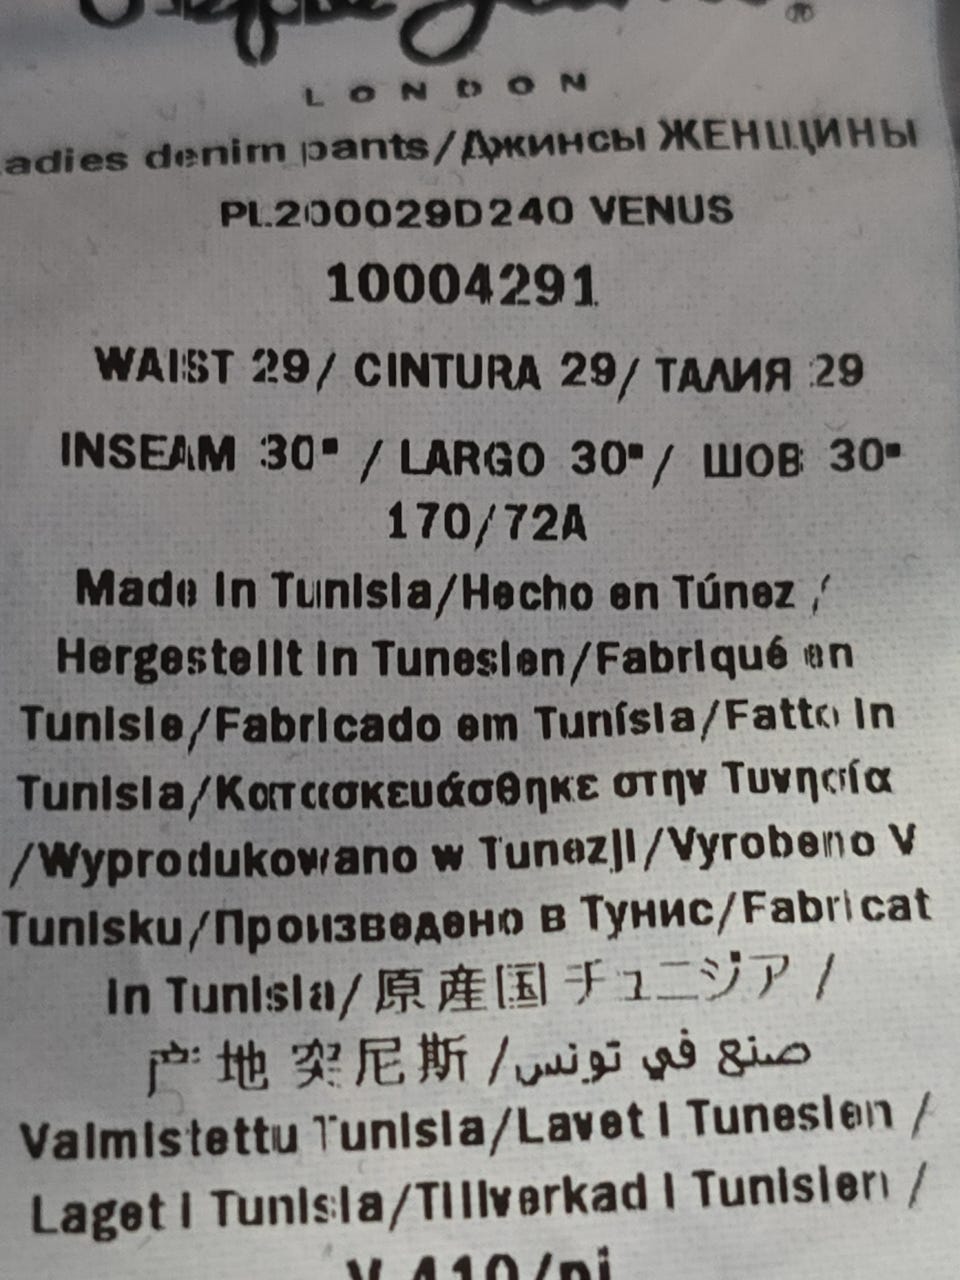 LONDON
adies denim pants/Джинсы ЖЕНЩИНЫ
PL200029D240 VENUS
10004291
WAIST 29/ CINTURA 29/ ТАЛИЯ 29
INSEAM 30" / LARGO 30"/ ШОВ 30"
170/72A
Made in Tunisia/Hecho en Túnez /
Hergestellt in Tunesien/Fabriqué en
Tunisie/Fabricado em Tunísia/Fatto in
Tunisia/Κατασκευάσθηκε στην Τυνησία
/Wyprodukowano w Tunezji/Vyrobeno V
Tunisku/Произведено в Тунис/Fabricat
in Tunisia/ 原産国チュニジア /
产地 突尼斯 /صنع في تونس
Valmistettu Tunisia/Lavet i Tunesien /
Laget i Tunisia/Tillverkad i Tunisien /